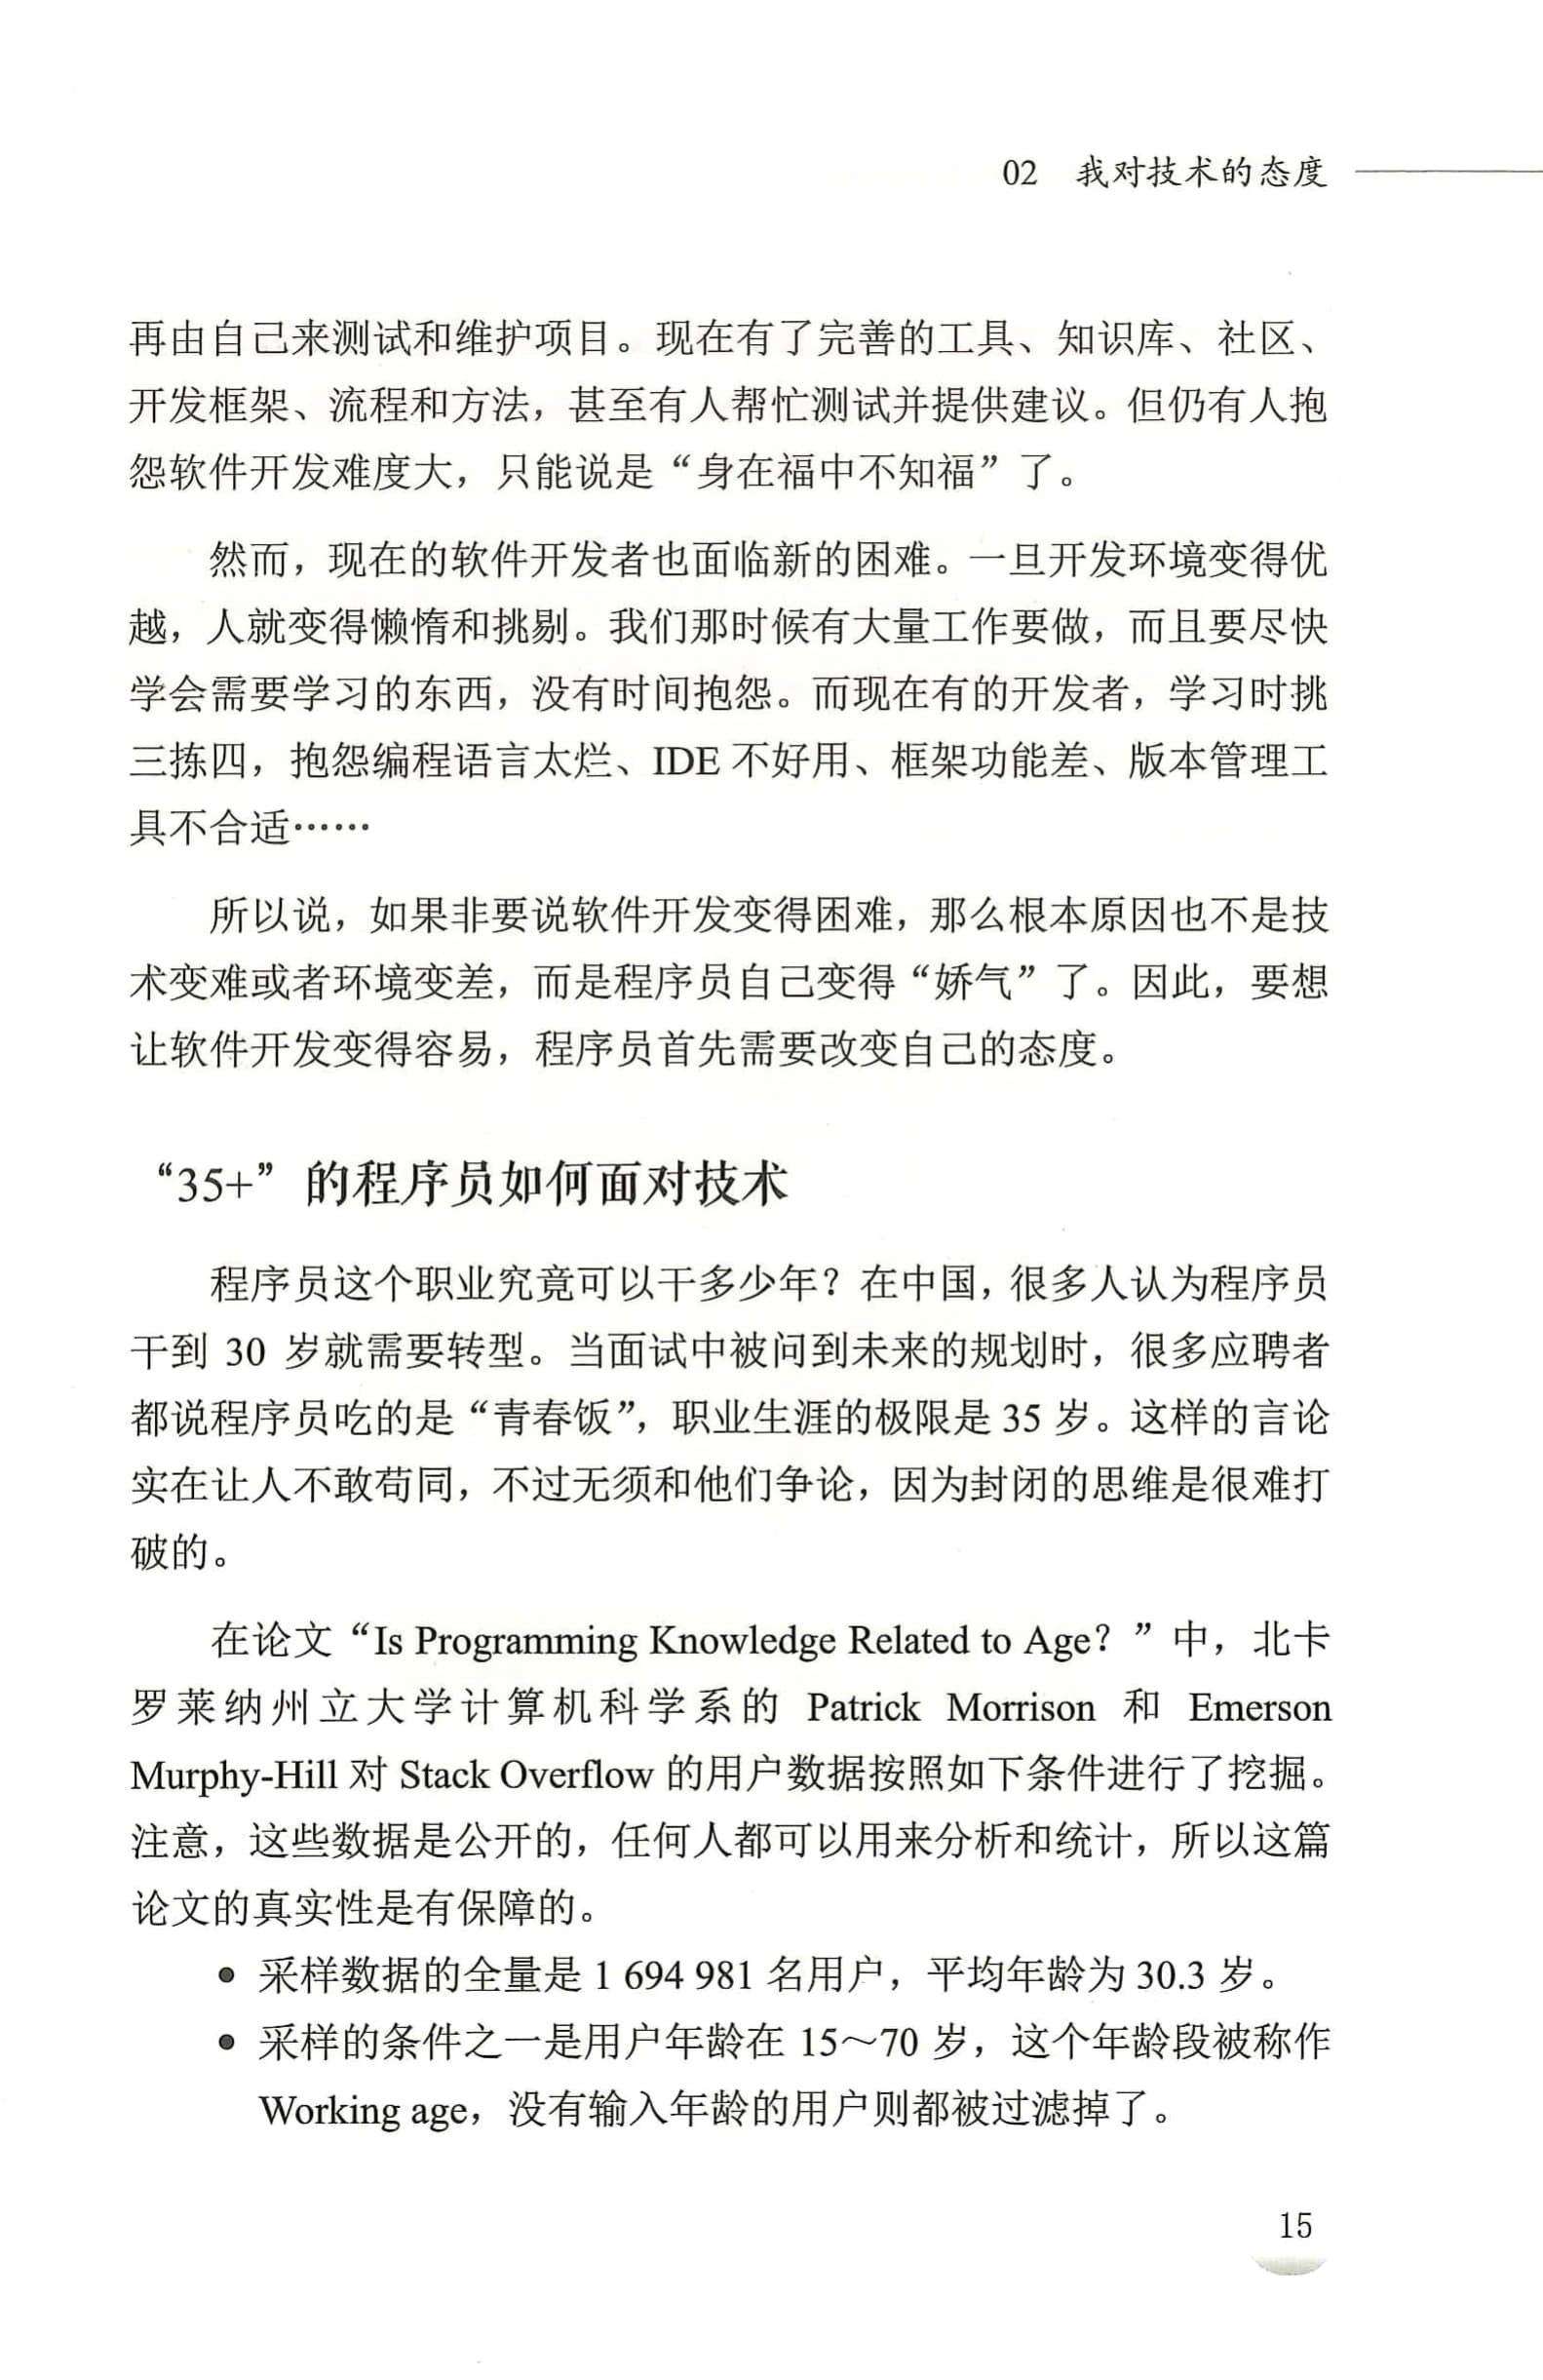 02 我对技术的态度
再由自己来测试和维护项目。现在有了完善的工具、知识库、社区、
开发框架、流程和方法，甚至有人帮忙测试并提供建议。但仍有人抱
怨软件开发难度大，只能说是“身在福中不知福”了。
然而，现在的软件开发者也面临新的困难。一旦开发环境变得优
越，人就变得懒惰和挑剔。我们那时候有大量工作要做，而且要尽快
学会需要学习的东西，没有时间抱怨。而现在有的开发者，学习时挑
三拣四，抱怨编程语言太烂、IDE 不好用、框架功能差、版本管理工
具不合适……
所以说，如果非要说软件开发变得困难，那么根本原因也不是技
术变难或者环境变差，而是程序员自己变得“娇气”了。因此，要想
让软件开发变得容易，程序员首先需要改变自己的态度。
“35+”的程序员如何面对技术
程序员这个职业究竟可以干多少年？在中国，很多人认为程序员
干到 30 岁就需要转型。当面试中被问到未来的规划时，很多应聘者
都说程序员吃的是“青春饭”，职业生涯的极限是 35 岁。这样的言论
实在让人不敢苟同，不过无须和他们争论，因为封闭的思维是很难打
破的。
在论文“Is Programming Knowledge Related to Age？”中，北卡
罗莱纳州立大学计算机科学系的 Patrick Morrison 和 Emerson
Murphy-Hill 对 Stack Overflow 的用户数据按照如下条件进行了挖掘。
注意，这些数据是公开的，任何人都可以用来分析和统计，所以这篇
论文的真实性是有保障的。
● 采样数据的全量是 1 694 981 名用户，平均年龄为 30.3 岁。
● 采样的条件之一是用户年龄在 15～70 岁，这个年龄段被称作
Working age，没有输入年龄的用户则都被过滤掉了。
15